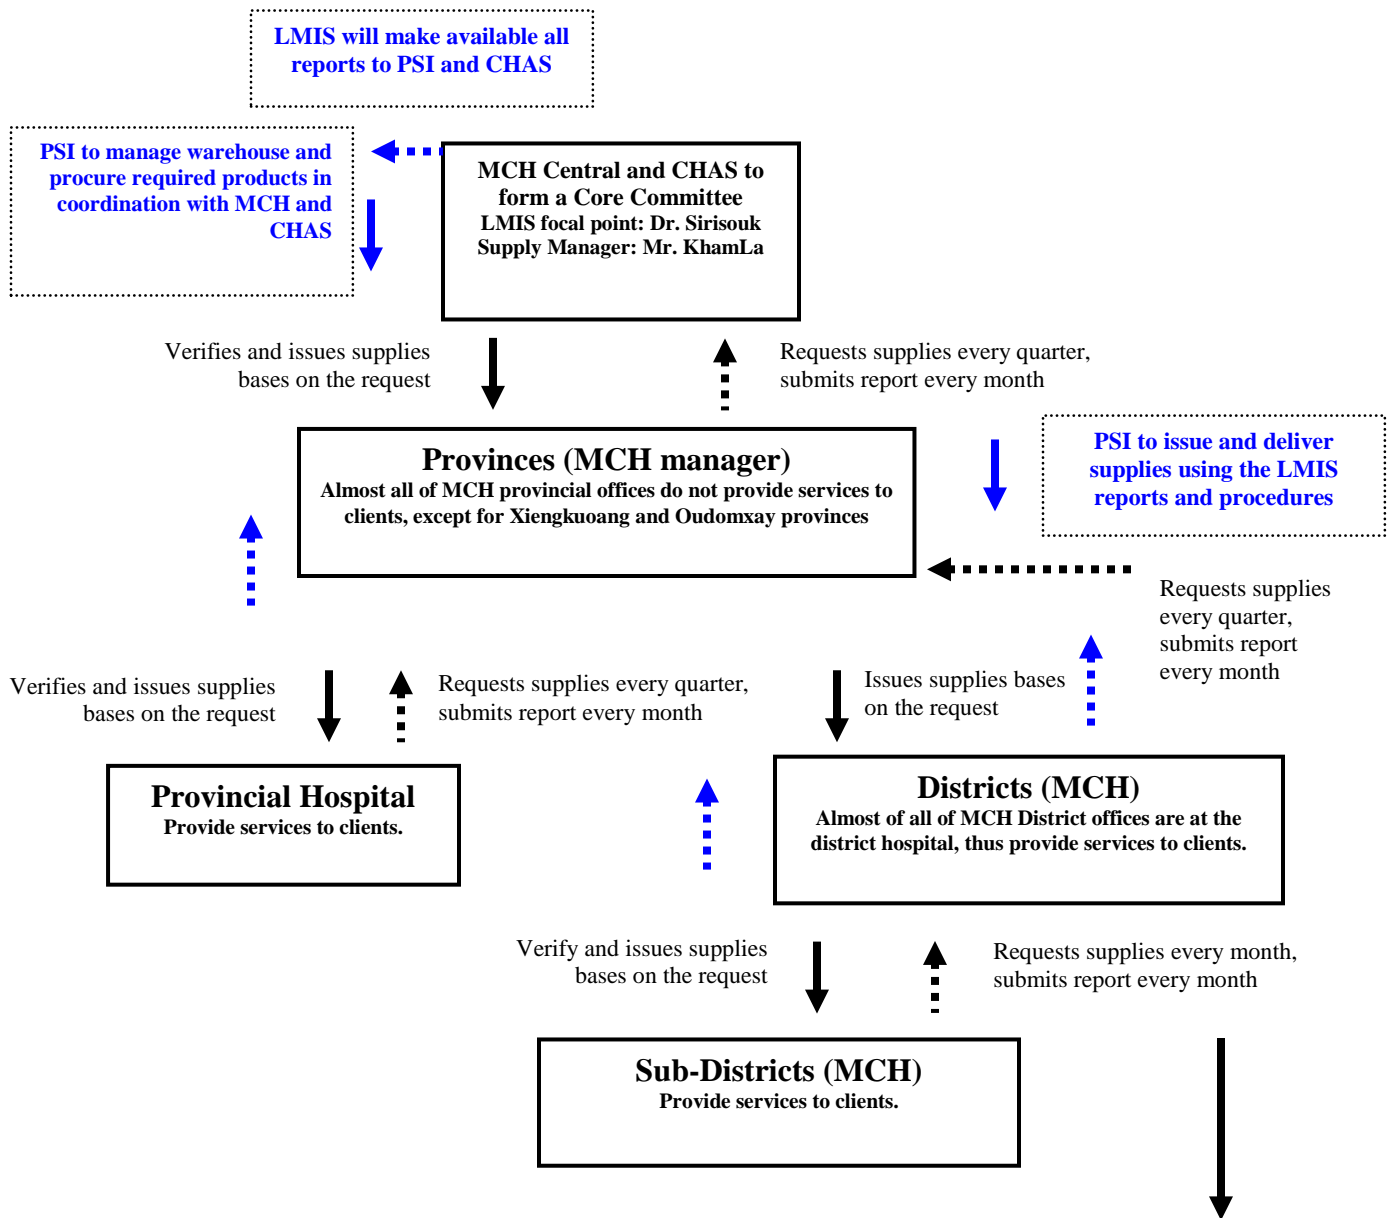 LMIS will make available all
reports to PSI and CHAS
PSI to manage warehouse and
procure required products in
coordination with MCH and
CHAS
MCH Central and CHAS to
form a Core Committee
LMIS focal point: Dr. Sirisouk
Supply Manager: Mr. KhamLa
Verifies and issues supplies
bases on the request
Requests supplies every quarter,
submits report every month
Provinces (MCH manager)
Almost all of MCH provincial offices do not provide services to
clients, except for Xiengkuoang and Oudomxay provinces
PSI to issue and deliver
supplies using the LMIS
reports and procedures
Requests supplies
every quarter,
submits report
every month
Verifies and issues supplies
bases on the request
Requests supplies every quarter,
submits report every month
Issues supplies bases
on the request
Provincial Hospital
Provide services to clients.
Districts (MCH)
Almost of all of MCH District offices are at the
district hospital, thus provide services to clients.
Verify and issues supplies
bases on the request
Requests supplies every month,
submits report every month
Sub-Districts (MCH)
Provide services to clients.